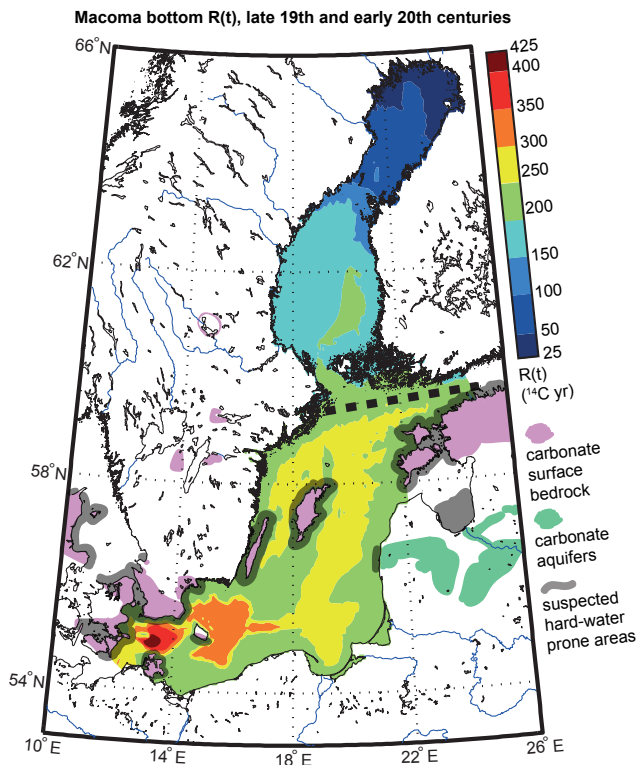 Macoma bottom R(t), late 19th and early 20th centuries
66°N
62°N
58°N
54°N
10°E
14°E
18°E
22°E
26°E
425
400
350
300
250
200
150
100
50
25
R(t)
(¹⁴C yr)
carbonate
surface
bedrock
carbonate
aquifers
suspected
hard-water
prone areas